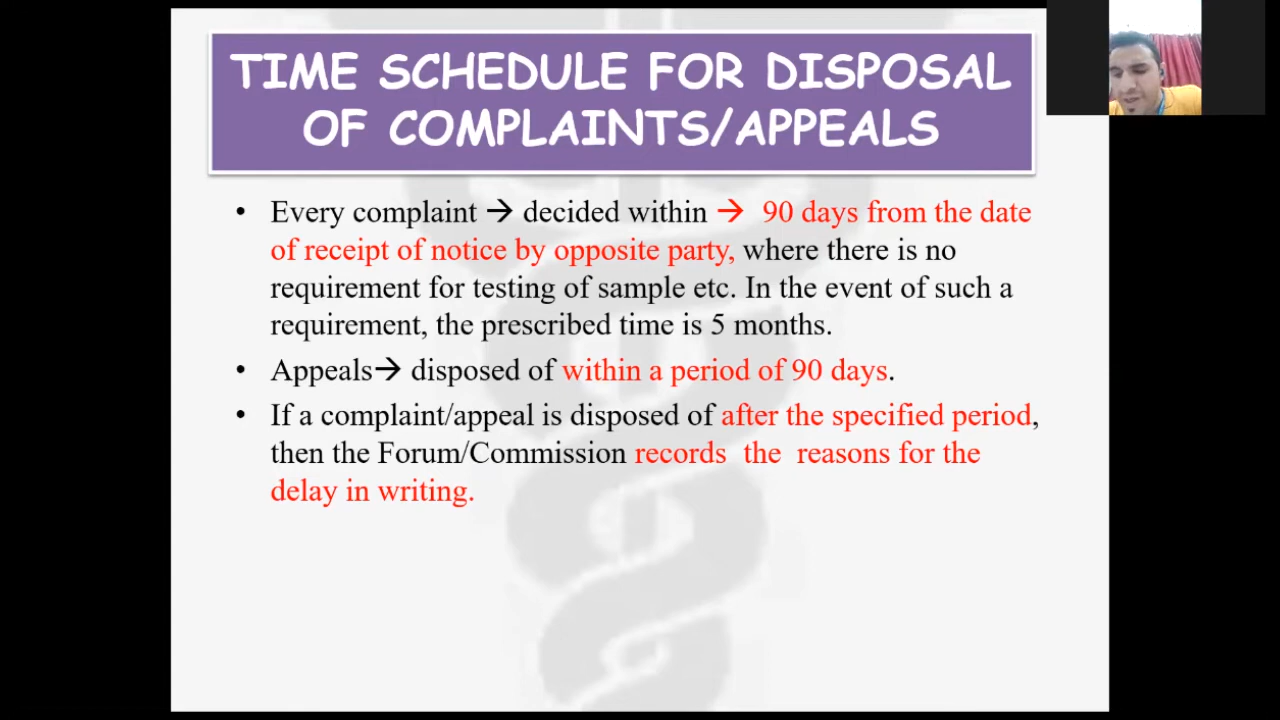 TIME SCHEDULE FOR DISPOSAL
OF COMPLAINTS/APPEALS
• Every complaint → decided within → 90 days from the date
of receipt of notice by opposite party, where there is no
requirement for testing of sample etc. In the event of such a
requirement, the prescribed time is 5 months.
• Appeals→ disposed of within a period of 90 days.
• If a complaint/appeal is disposed of after the specified period,
then the Forum/Commission records the reasons for the
delay in writing.